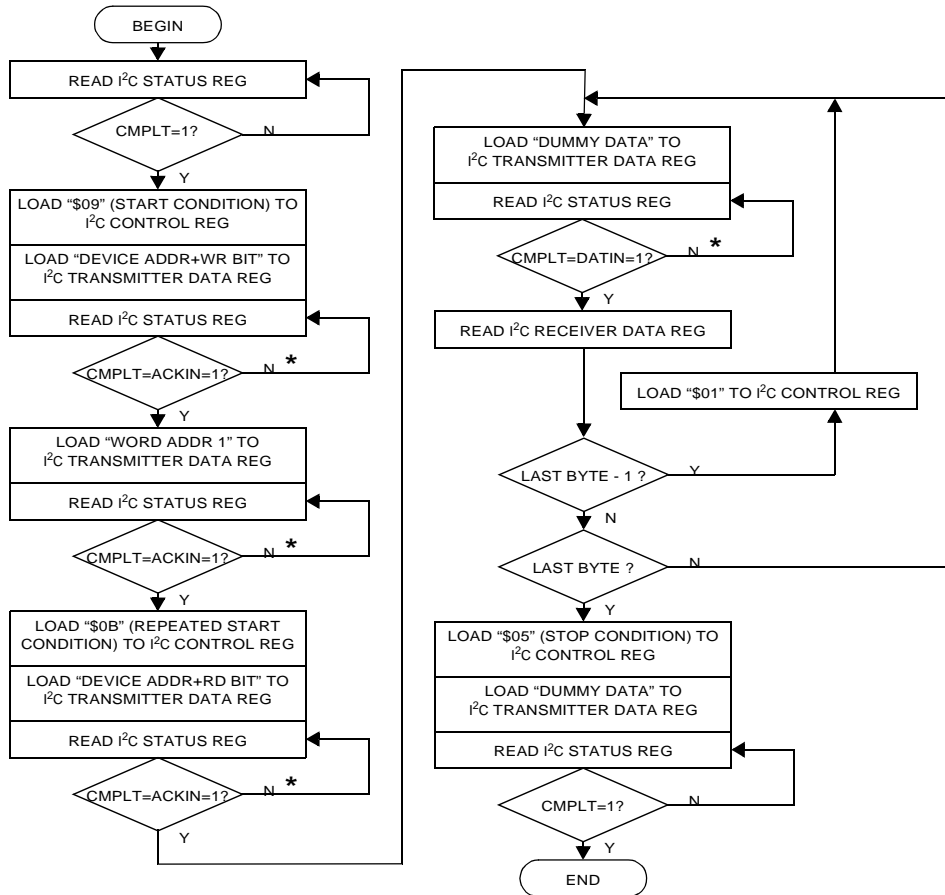 BEGIN
READ I²C STATUS REG
CMPLT=1?
N
Y
LOAD “$09” (START CONDITION) TO
I²C CONTROL REG
LOAD “DEVICE ADDR+WR BIT” TO
I²C TRANSMITTER DATA REG
READ I²C STATUS REG
CMPLT=ACKIN=1?
N *
Y
LOAD “WORD ADDR 1” TO
I²C TRANSMITTER DATA REG
READ I²C STATUS REG
CMPLT=ACKIN=1?
N *
Y
LOAD “$0B” (REPEATED START
CONDITION) TO I²C CONTROL REG
LOAD “DEVICE ADDR+RD BIT” TO
I²C TRANSMITTER DATA REG
READ I²C STATUS REG
CMPLT=ACKIN=1?
N *
Y
LOAD “DUMMY DATA” TO
I²C TRANSMITTER DATA REG
READ I²C STATUS REG
CMPLT=DATIN=1?
N *
Y
READ I²C RECEIVER DATA REG
LOAD “$01” TO I²C CONTROL REG
LAST BYTE - 1 ?
Y
N
LAST BYTE ?
N
Y
LOAD “$05” (STOP CONDITION) TO
I²C CONTROL REG
LOAD “DUMMY DATA” TO
I²C TRANSMITTER DATA REG
READ I²C STATUS REG
CMPLT=1?
N
Y
END